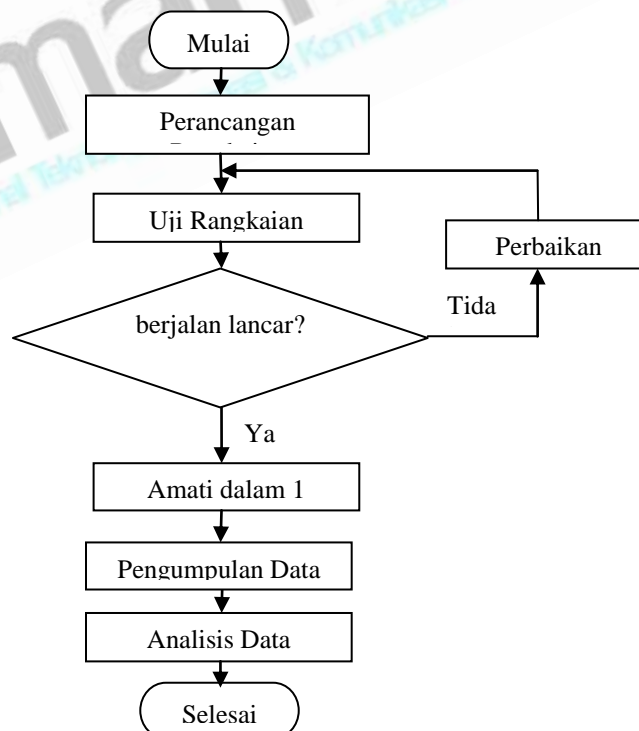 Mulai
Perancangan
Uji Rangkaian
Perbaikan
berjalan lancar?
Tida
Ya
Amati dalam 1
Pengumpulan Data
Analisis Data
Selesai